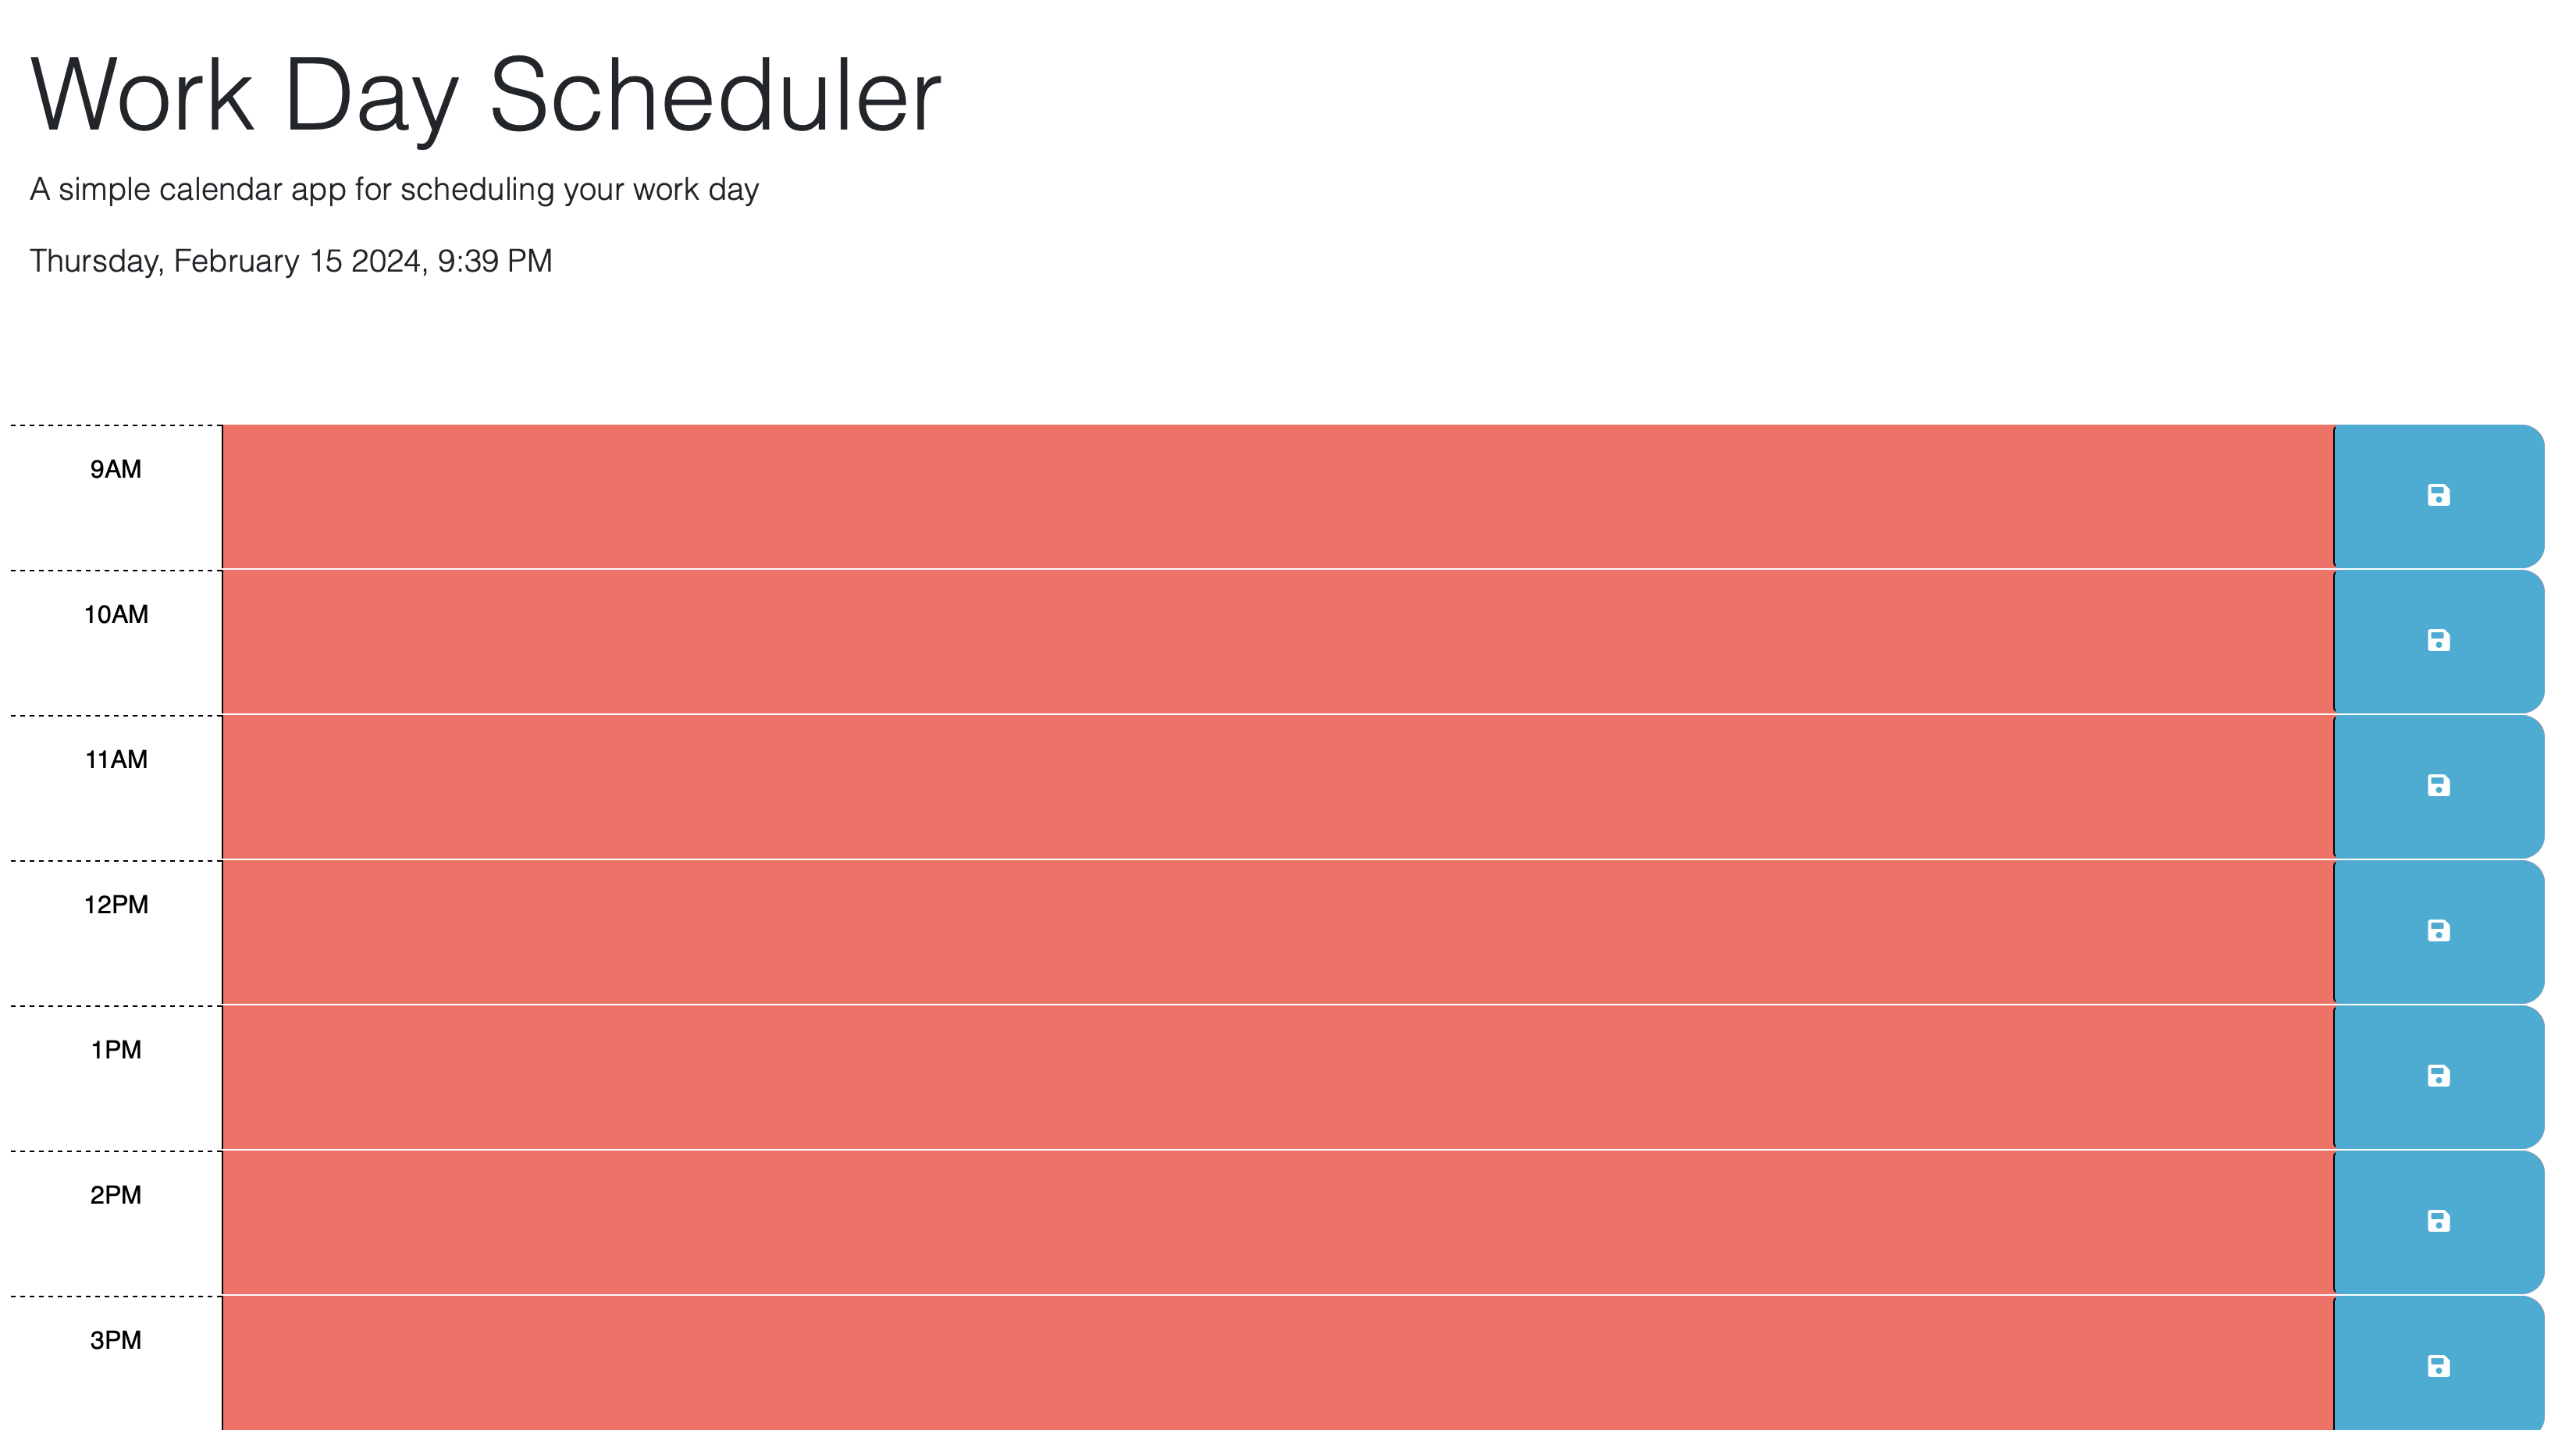 Work Day Scheduler
A simple calendar app for scheduling your work day
Thursday, February 15 2024, 9:39 PM
9AM
10AM
11AM
12PM
1PM
2PM
3PM